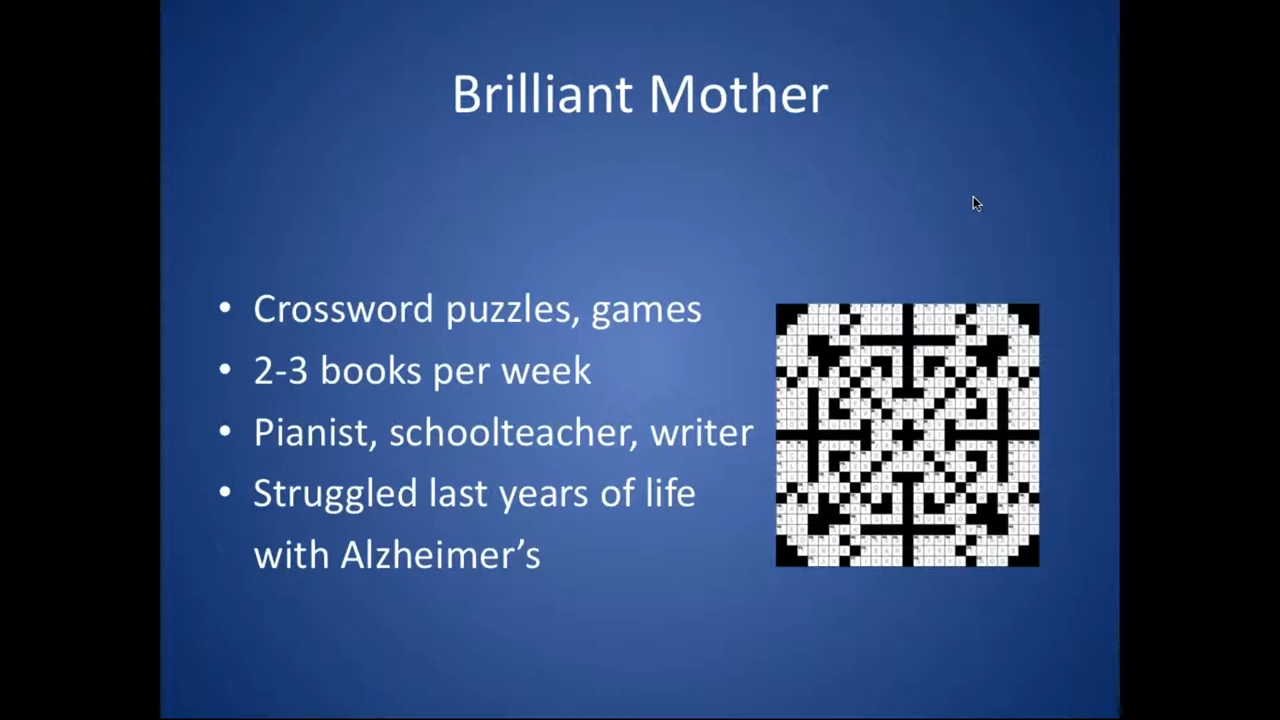 Brilliant Mother
• Crossword puzzles, games
• 2-3 books per week
• Pianist, schoolteacher, writer
• Struggled last years of life
with Alzheimer’s